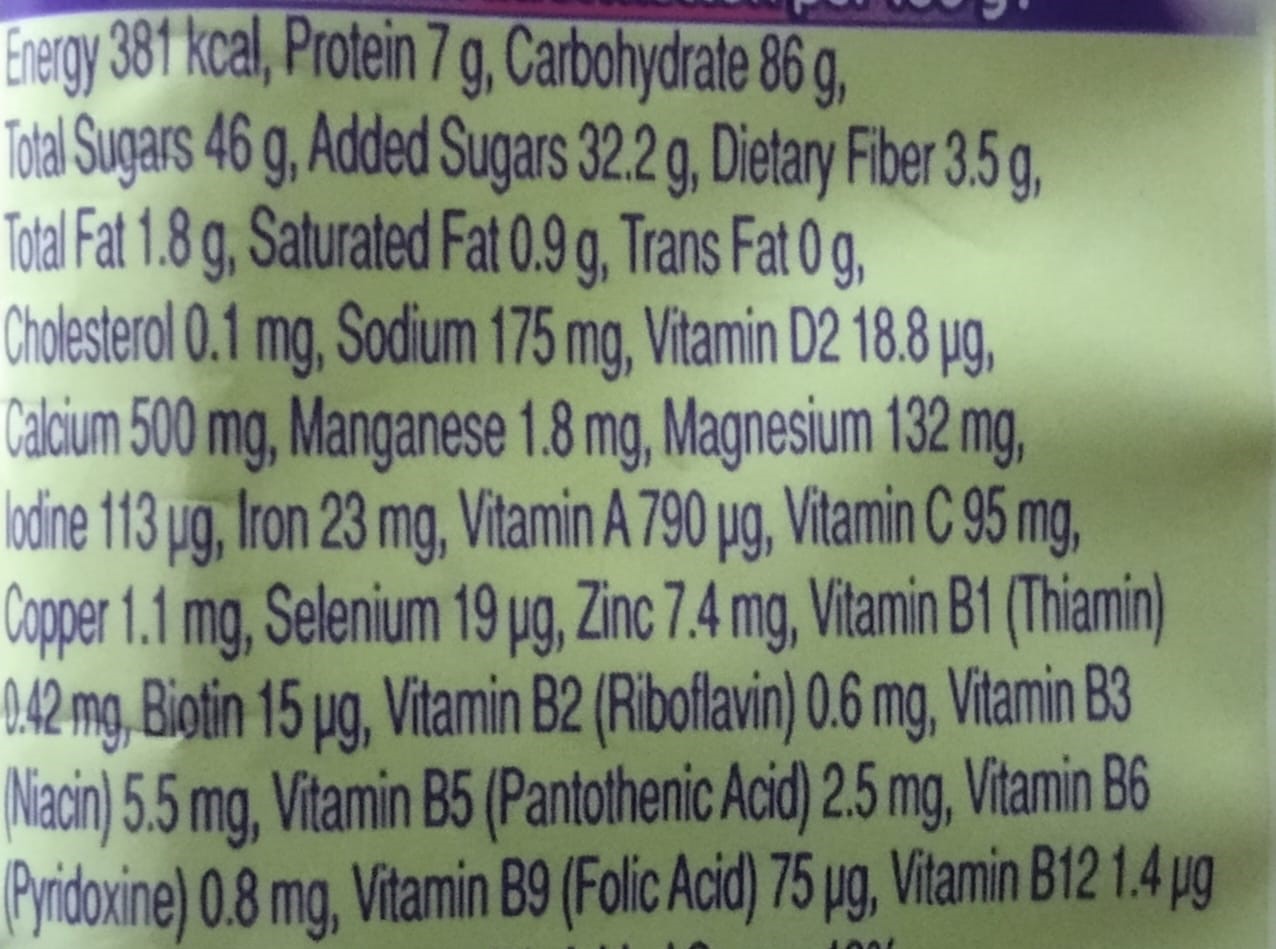 Energy 381 kcal, Protein 7 g, Carbohydrate 86 g,
Total Sugars 46 g, Added Sugars 32.2 g, Dietary Fiber 3.5 g,
Total Fat 1.8 g, Saturated Fat 0.9 g, Trans Fat 0 g,
Cholesterol 0.1 mg, Sodium 175 mg, Vitamin D2 18.8 µg,
Calcium 500 mg, Manganese 1.8 mg, Magnesium 132 mg,
Iodine 113 µg, Iron 23 mg, Vitamin A 790 µg, Vitamin C 95 mg,
Copper 1.1 mg, Selenium 19 µg, Zinc 7.4 mg, Vitamin B1 (Thiamin)
0.42 mg, Biotin 15 µg, Vitamin B2 (Riboflavin) 0.6 mg, Vitamin B3
(Niacin) 5.5 mg, Vitamin B5 (Pantothenic Acid) 2.5 mg, Vitamin B6
(Pyridoxine) 0.8 mg, Vitamin B9 (Folic Acid) 75 µg, Vitamin B12 1.4 µg